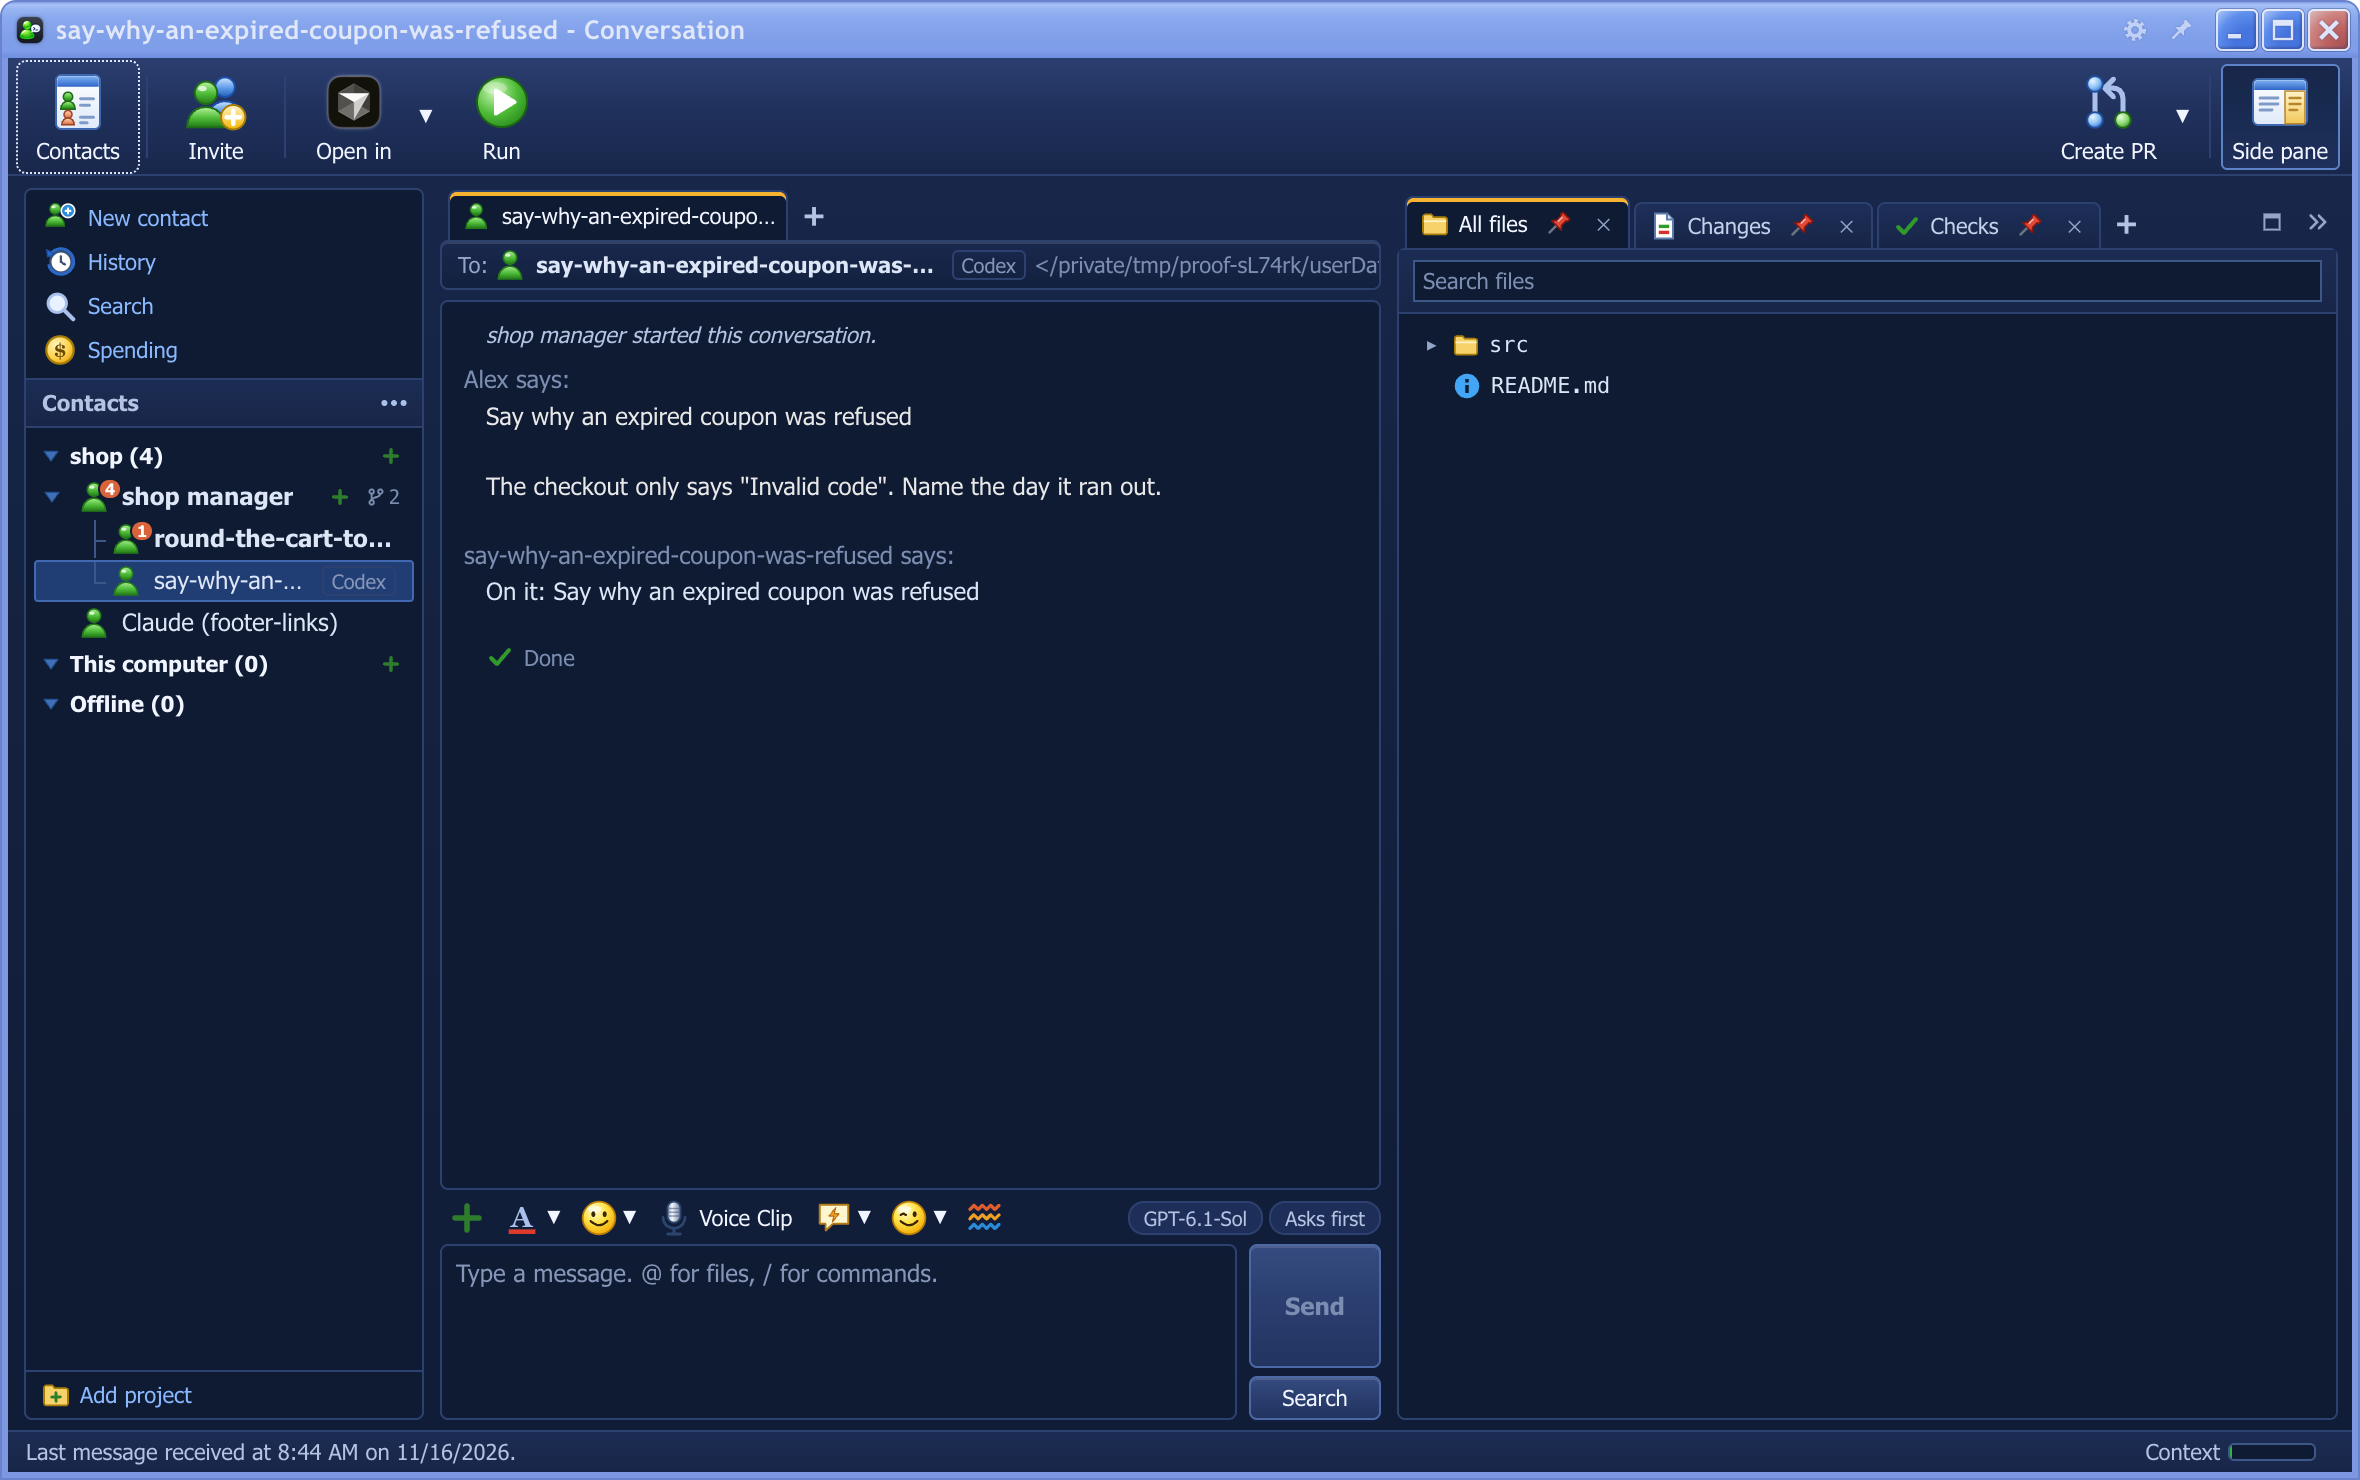 say-why-an-expired-coupon-was-refused - Conversation
Contacts
Invite
Open in
Run
Create PR
Side pane
New contact
History
Search
Spending
Contacts
shop (4)
4
shop manager
2
1
round-the-cart-to...
say-why-an-...
Codex
Claude (footer-links)
This computer (0)
Offline (0)
Add project
say-why-an-expired-coupo...
To:
say-why-an-expired-coupon-was-...
Codex
</private/tmp/proof-sL74rk/userDa
shop manager started this conversation.
Alex says:
Say why an expired coupon was refused
The checkout only says "Invalid code". Name the day it ran out.
say-why-an-expired-coupon-was-refused says:
On it: Say why an expired coupon was refused
Done
A
Voice Clip
GPT-6.1-Sol
Asks first
Type a message. @ for files, / for commands.
Send
Search
All files
Changes
Checks
Search files
src
README.md
Last message received at 8:44 AM on 11/16/2026.
Context